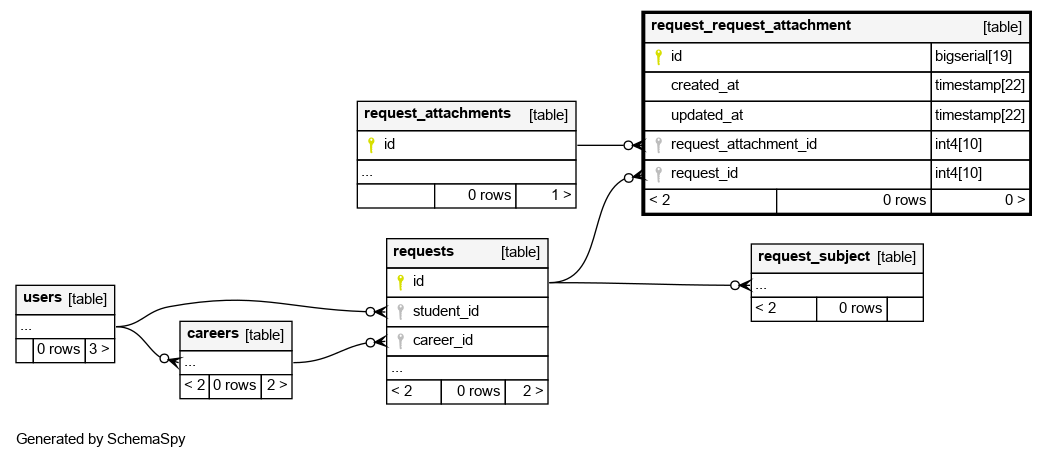 request_request_attachment [table]
id bigserial[19]
created_at timestamp[22]
updated_at timestamp[22]
request_attachment_id int4[10]
request_id int4[10]
< 2 0 rows 0 >
request_attachments [table]
id
...
0 rows 1 >
requests [table]
id
student_id
career_id
...
< 2 0 rows 2 >
request_subject [table]
...
< 2 0 rows
users [table]
...
0 rows 3 >
careers [table]
...
< 2 0 rows 2 >
Generated by SchemaSpy